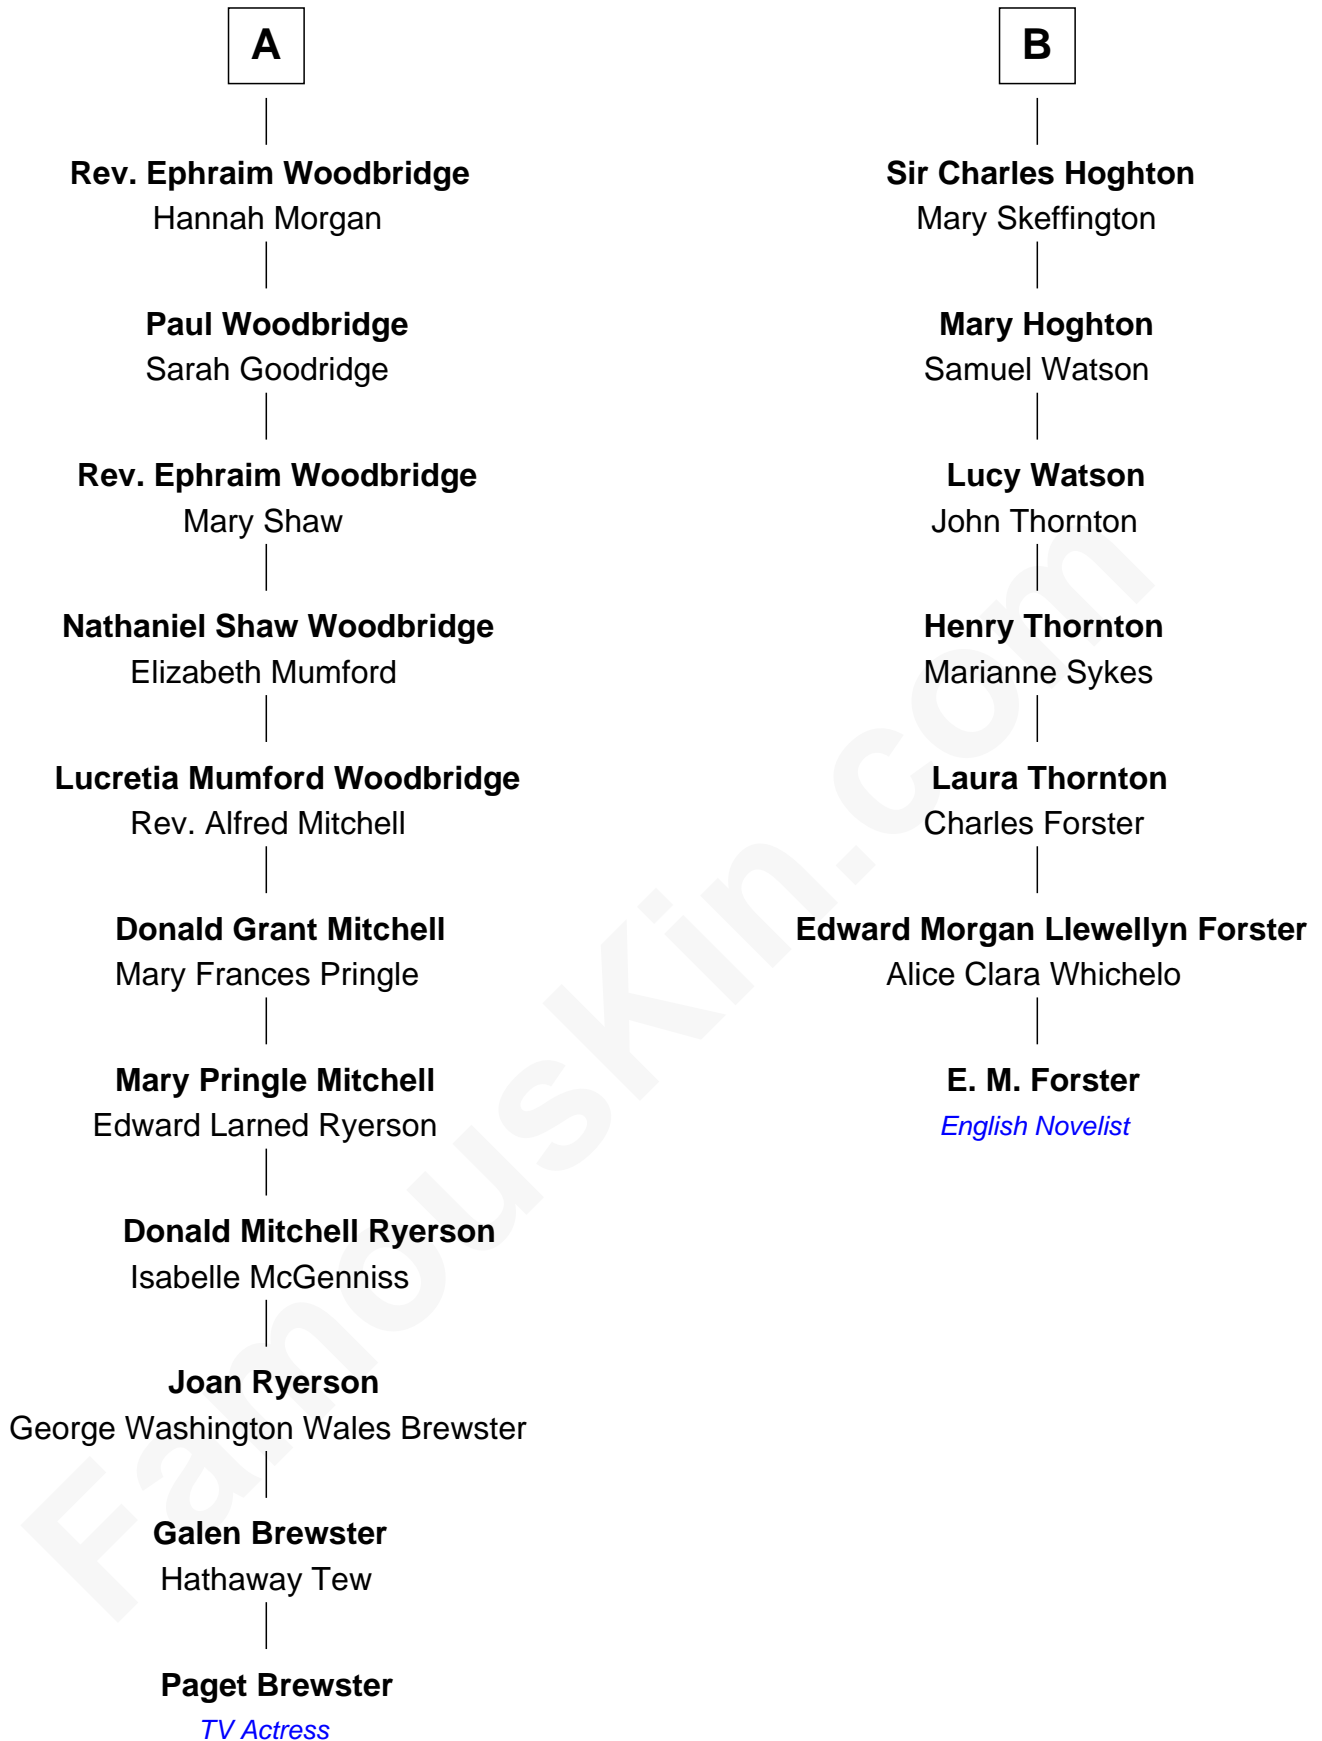 A
Rev. Ephraim Woodbridge
Hannah Morgan
Paul Woodbridge
Sarah Goodridge
Rev. Ephraim Woodbridge
Mary Shaw
Nathaniel Shaw Woodbridge
Elizabeth Mumford
Lucretia Mumford Woodbridge
Rev. Alfred Mitchell
Donald Grant Mitchell
Mary Frances Pringle
Mary Pringle Mitchell
Edward Larned Ryerson
Donald Mitchell Ryerson
Isabelle McGenniss
Joan Ryerson
George Washington Wales Brewster
Galen Brewster
Hathaway Tew
Paget Brewster
TV Actress
B
Sir Charles Hoghton
Mary Skeffington
Mary Hoghton
Samuel Watson
Lucy Watson
John Thornton
Henry Thornton
Marianne Sykes
Laura Thornton
Charles Forster
Edward Morgan Llewellyn Forster
Alice Clara Whichelo
E. M. Forster
English Novelist
FamousKin.com